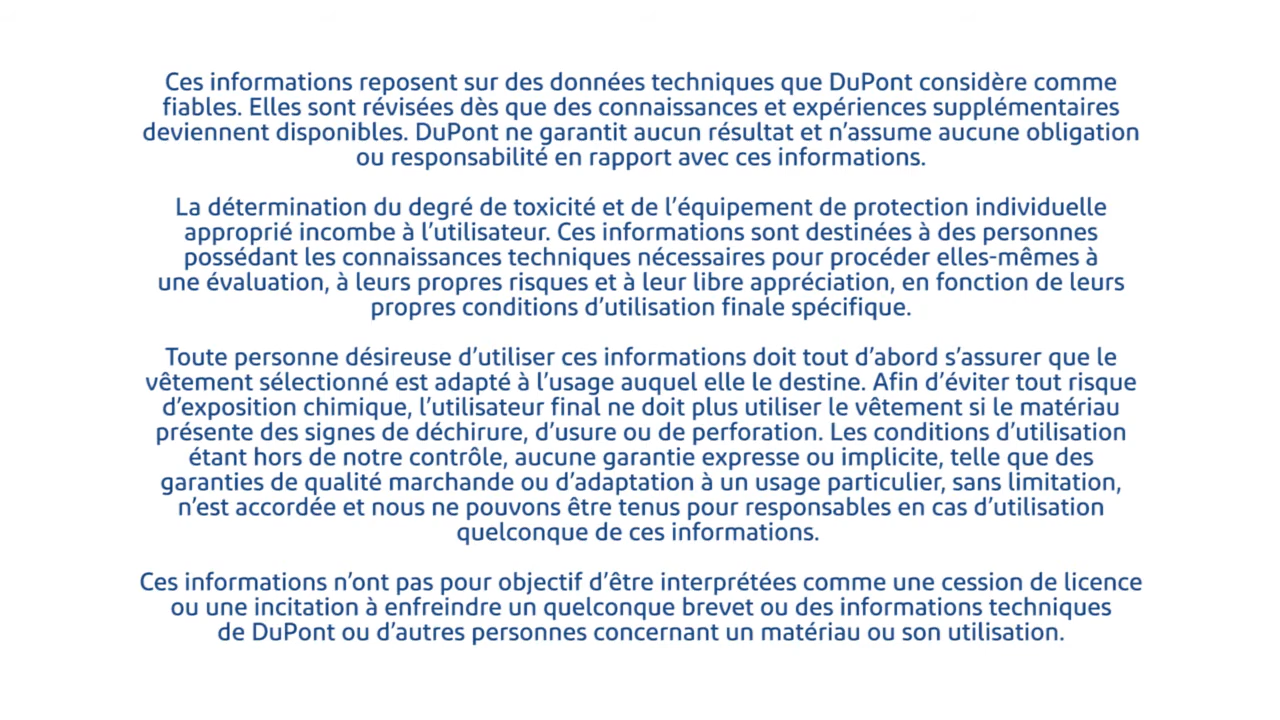 Ces informations reposent sur des données techniques que DuPont considère comme
fiables. Elles sont révisées dès que des connaissances et expériences supplémentaires
deviennent disponibles. DuPont ne garantit aucun résultat et n’assume aucune obligation
ou responsabilité en rapport avec ces informations.
La détermination du degré de toxicité et de l’équipement de protection individuelle
approprié incombe à l’utilisateur. Ces informations sont destinées à des personnes
possédant les connaissances techniques nécessaires pour procéder elles-mêmes à
une évaluation, à leurs propres risques et à leur libre appréciation, en fonction de leurs
propres conditions d’utilisation finale spécifique.
Toute personne désireuse d’utiliser ces informations doit tout d’abord s’assurer que le
vêtement sélectionné est adapté à l’usage auquel elle le destine. Afin d’éviter tout risque
d’exposition chimique, l’utilisateur final ne doit plus utiliser le vêtement si le matériau
présente des signes de déchirure, d’usure ou de perforation. Les conditions d’utilisation
étant hors de notre contrôle, aucune garantie expresse ou implicite, telle que des
garanties de qualité marchande ou d’adaptation à un usage particulier, sans limitation,
n’est accordée et nous ne pouvons être tenus pour responsables en cas d’utilisation
quelconque de ces informations.
Ces informations n’ont pas pour objectif d’être interprétées comme une cession de licence
ou une incitation à enfreindre un quelconque brevet ou des informations techniques
de DuPont ou d’autres personnes concernant un matériau ou son utilisation.